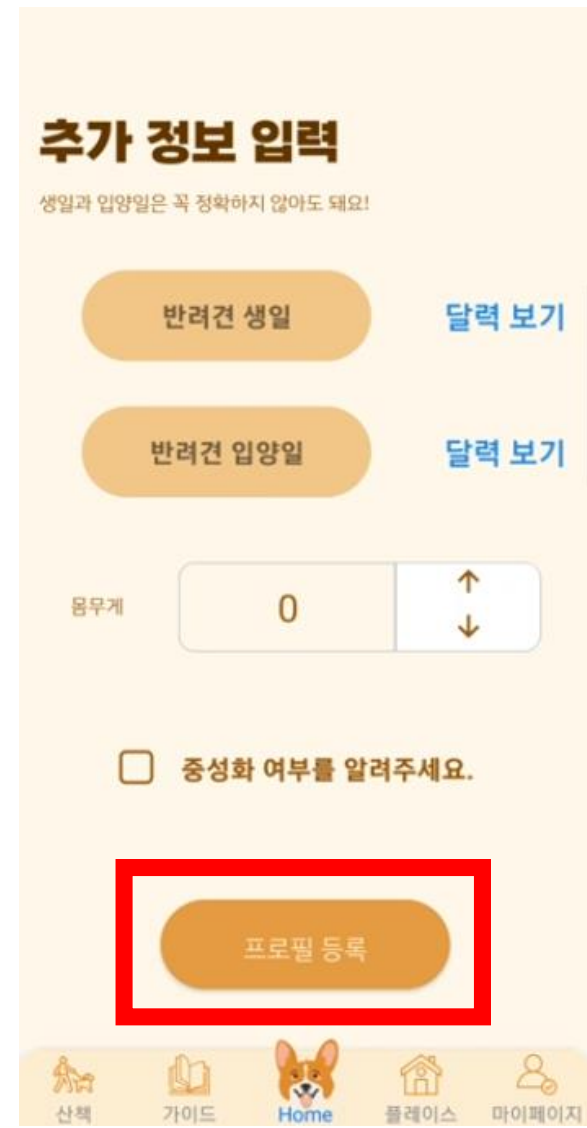 추가 정보 입력
생일과 입양일은 꼭 정확하지 않아도 돼요!
반려견 생일 달력 보기
반려견 입양일 달력 보기
몸무게 0
중성화 여부를 알려주세요.
프로필 등록
산책 가이드 Home 플레이스 마이페이지